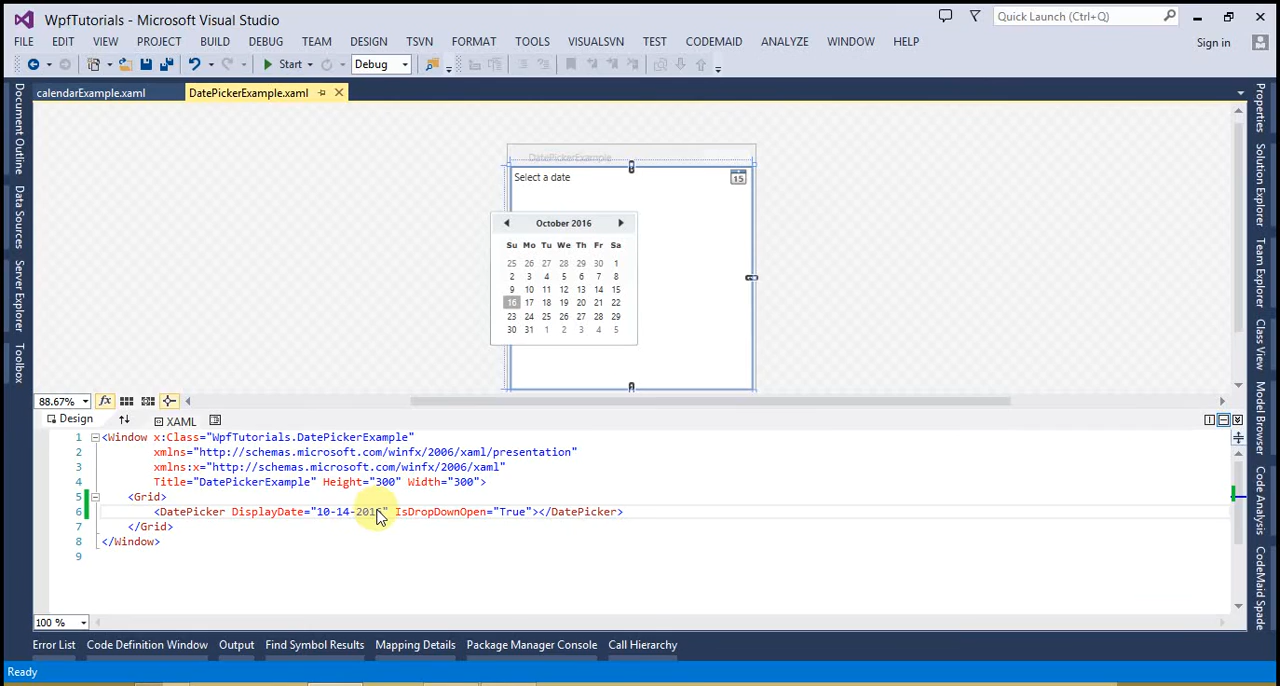 WpfTutorials - Microsoft Visual Studio
Quick Launch (Ctrl+Q)
FILE EDIT VIEW PROJECT BUILD DEBUG TEAM DESIGN TSVN FORMAT TOOLS VISUALSVN TEST CODEMAID ANALYZE WINDOW HELP
Sign in
Start Debug
calendarExample.xaml DatePickerExample.xaml
Document Outline
Data Sources
Server Explorer
Toolbox
DatePickerExample
Select a date 15
October 2016
Su Mo Tu We Th Fr Sa
25 26 27 28 29 30 1
2 3 4 5 6 7 8
9 10 11 12 13 14 15
16 17 18 19 20 21 22
23 24 25 26 27 28 29
30 31 1 2 3 4 5
Properties
Solution Explorer
Team Explorer
Class View
Model Browser
Code Analysis
CodeMaid Spade
88.67% fx
Design XAML
1 <Window x:Class="WpfTutorials.DatePickerExample"
2 xmlns="http://schemas.microsoft.com/winfx/2006/xaml/presentation"
3 xmlns:x="http://schemas.microsoft.com/winfx/2006/xaml"
4 Title="DatePickerExample" Height="300" Width="300">
5 <Grid>
6 <DatePicker DisplayDate="10-14-2016" IsDropDownOpen="True"></DatePicker>
7 </Grid>
8 </Window>
9
100 %
Error List Code Definition Window Output Find Symbol Results Mapping Details Package Manager Console Call Hierarchy
Ready